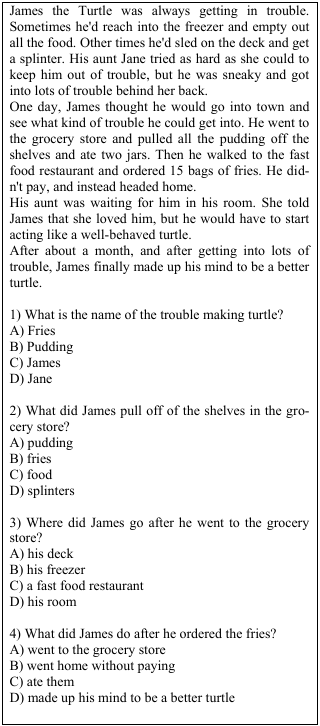 James the Turtle was always getting in trouble.
Sometimes he'd reach into the freezer and empty out
all the food. Other times he'd sled on the deck and get
a splinter. His aunt Jane tried as hard as she could to
keep him out of trouble, but he was sneaky and got
into lots of trouble behind her back.
One day, James thought he would go into town and
see what kind of trouble he could get into. He went to
the grocery store and pulled all the pudding off the
shelves and ate two jars. Then he walked to the fast
food restaurant and ordered 15 bags of fries. He did-
n't pay, and instead headed home.
His aunt was waiting for him in his room. She told
James that she loved him, but he would have to start
acting like a well-behaved turtle.
After about a month, and after getting into lots of
trouble, James finally made up his mind to be a better
turtle.
1) What is the name of the trouble making turtle?
A) Fries
B) Pudding
C) James
D) Jane
2) What did James pull off of the shelves in the gro-
cery store?
A) pudding
B) fries
C) food
D) splinters
3) Where did James go after he went to the grocery
store?
A) his deck
B) his freezer
C) a fast food restaurant
D) his room
4) What did James do after he ordered the fries?
A) went to the grocery store
B) went home without paying
C) ate them
D) made up his mind to be a better turtle